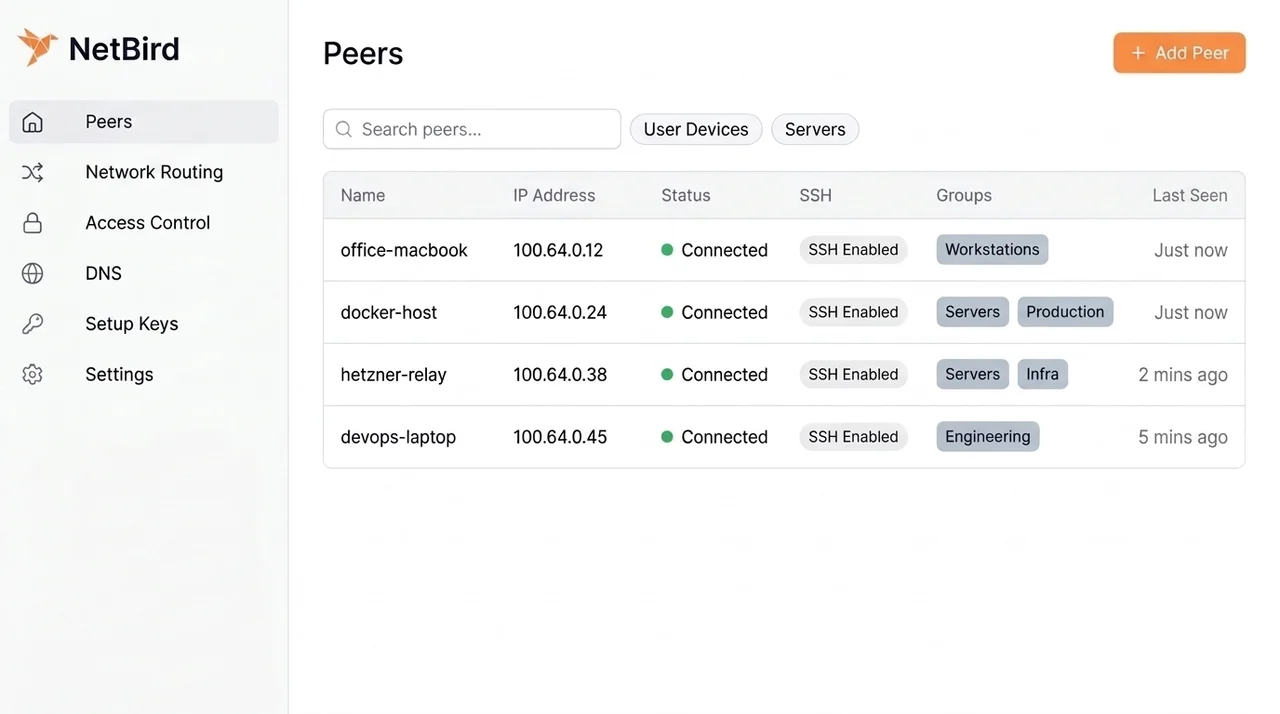 NetBird
Peers
Network Routing
Access Control
DNS
Setup Keys
Settings
Peers
+ Add Peer
Search peers...
User Devices
Servers
Name IP Address Status SSH Groups Last Seen
office-macbook 100.64.0.12 Connected SSH Enabled Workstations Just now
docker-host 100.64.0.24 Connected SSH Enabled Servers Production Just now
hetzner-relay 100.64.0.38 Connected SSH Enabled Servers Infra 2 mins ago
devops-laptop 100.64.0.45 Connected SSH Enabled Engineering 5 mins ago